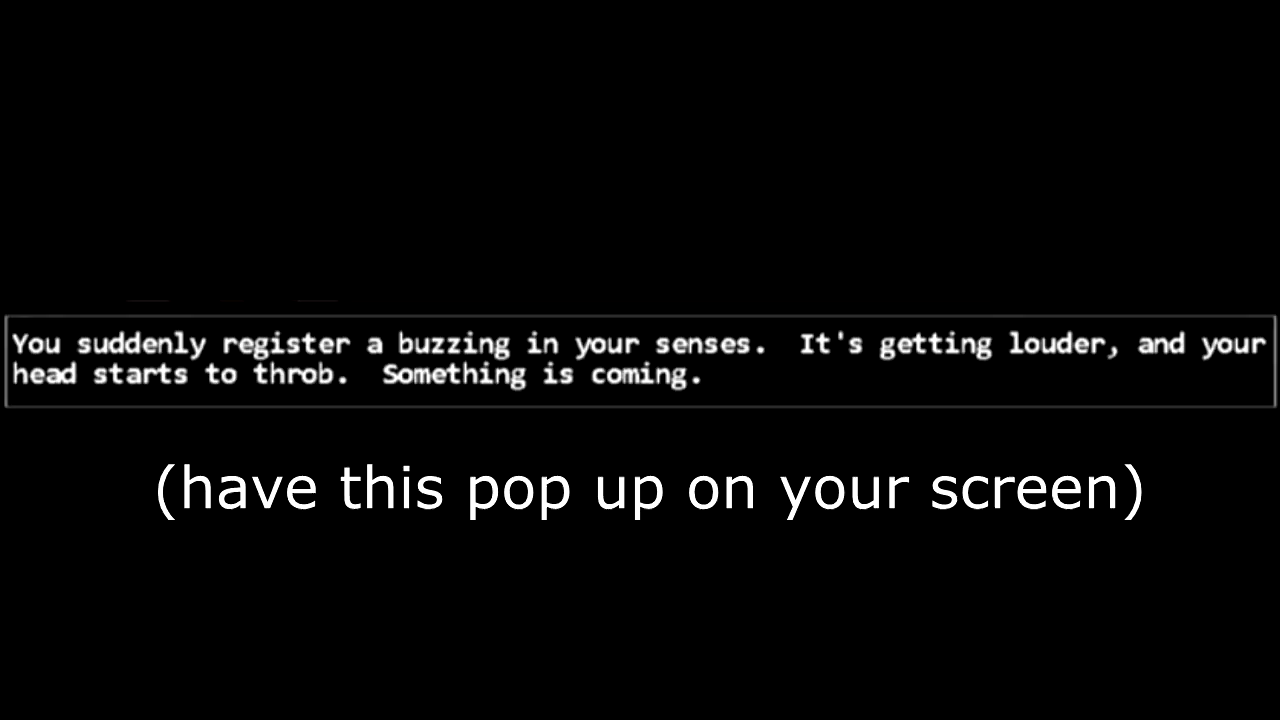 You suddenly register a buzzing in your senses.  It's getting louder, and your
head starts to throb.  Something is coming.
(have this pop up on your screen)